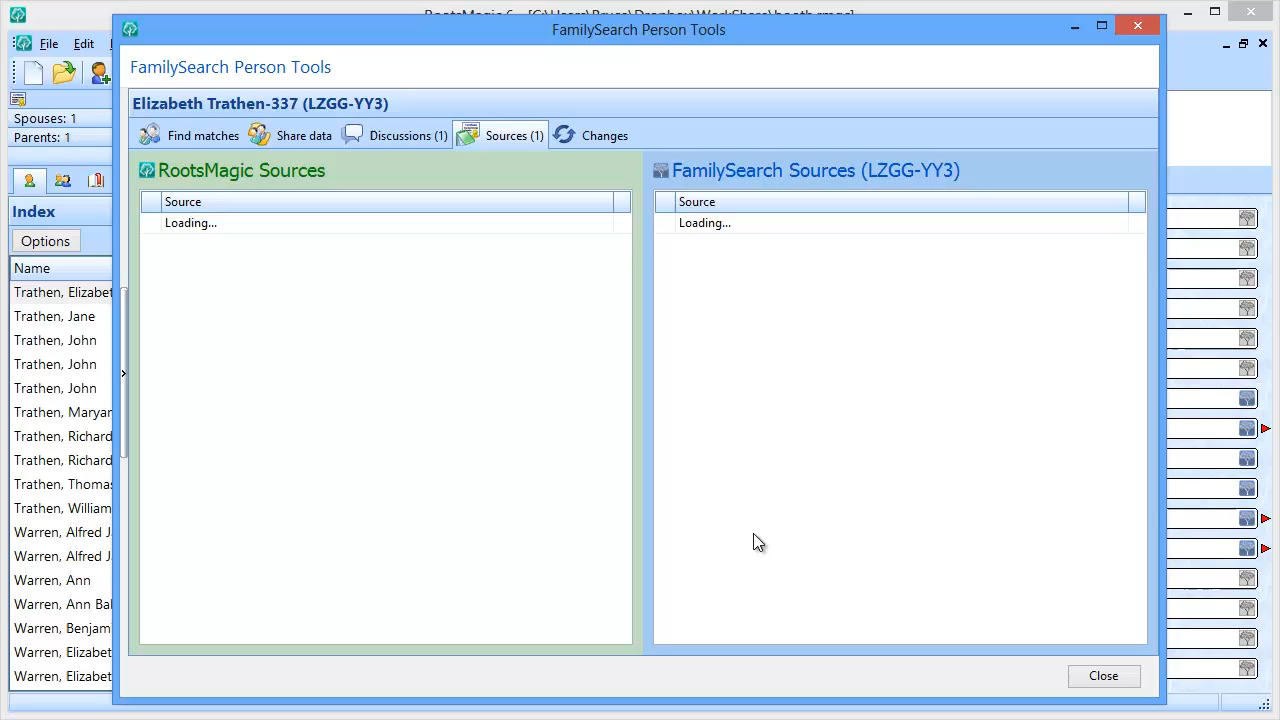 FamilySearch Person Tools
File Edit
FamilySearch Person Tools
Elizabeth Trathen-337 (LZGG-YY3)
Spouses: 1
Parents: 1
Find matches Share data Discussions (1) Sources (1) Changes
RootsMagic Sources FamilySearch Sources (LZGG-YY3)
Source Source
Loading... Loading...
Index
Options
Name
Trathen, Elizabet
Trathen, Jane
Trathen, John
Trathen, John
Trathen, John
Trathen, Maryar
Trathen, Richard
Trathen, Richard
Trathen, Thomas
Trathen, William
Warren, Alfred J
Warren, Alfred J
Warren, Ann
Warren, Ann Bal
Warren, Benjam
Warren, Elizabet
Warren, Elizabet
Close